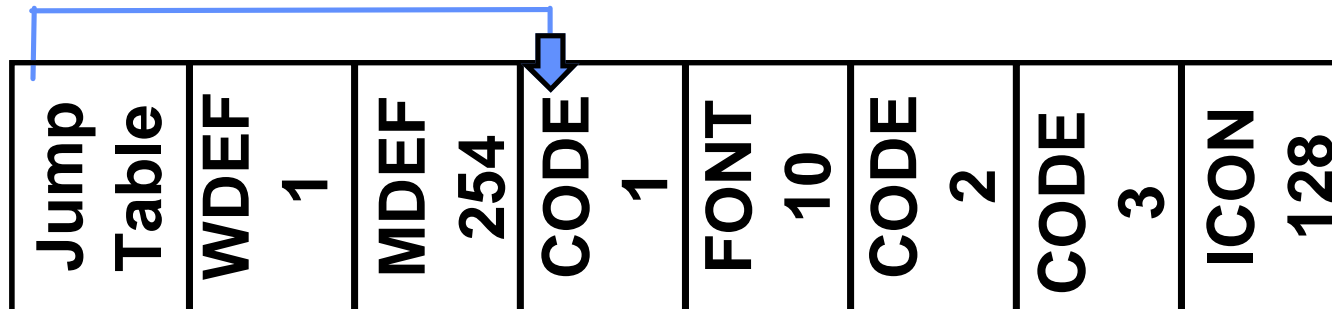 Jump
Table
WDEF
1
MDEF
254
CODE
1
FONT
10
CODE
2
CODE
3
ICON
128